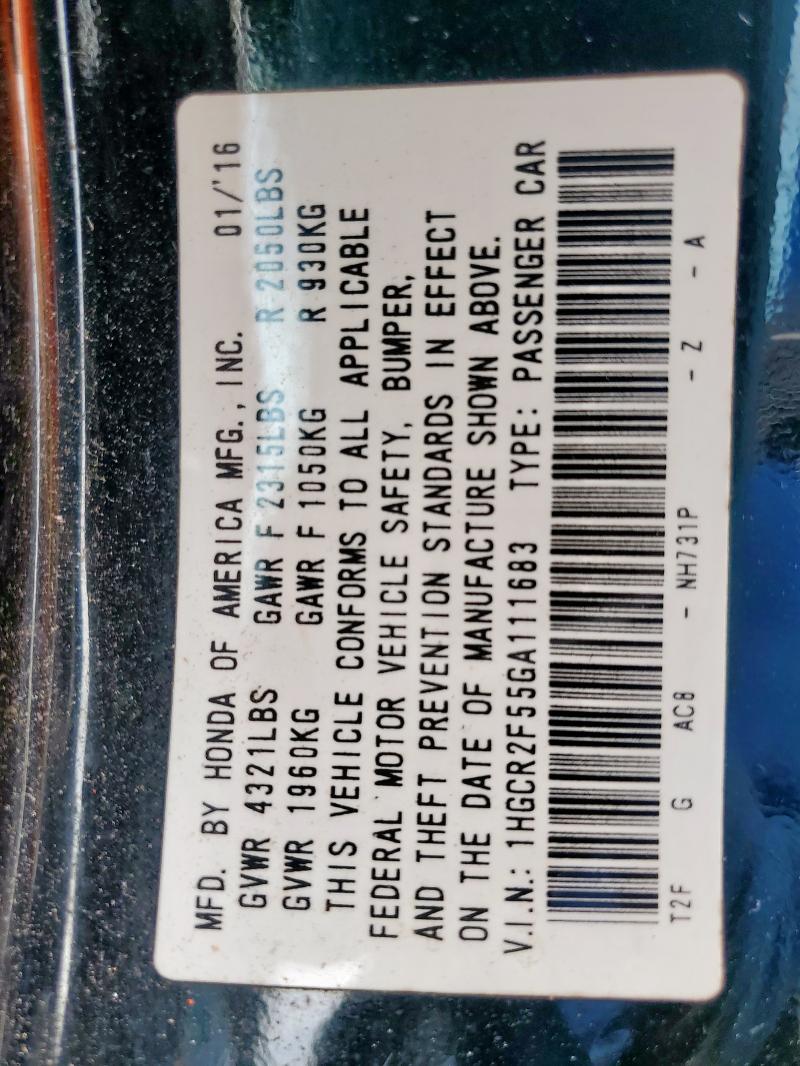 MFD. BY HONDA OF AMERICA MFG., INC. 01/'16
GVWR 4321LBS GAWR F 2315LBS R 2050LBS
GVWR 1960KG GAWR F 1050KG R 930KG
THIS VEHICLE CONFORMS TO ALL APPLICABLE
FEDERAL MOTOR VEHICLE SAFETY, BUMPER,
AND THEFT PREVENTION STANDARDS IN EFFECT
ON THE DATE OF MANUFACTURE SHOWN ABOVE.
V.I.N.: 1HGCR2F55GA111683 TYPE: PASSENGER CAR
T2F G AC8 - NH731P - Z - A